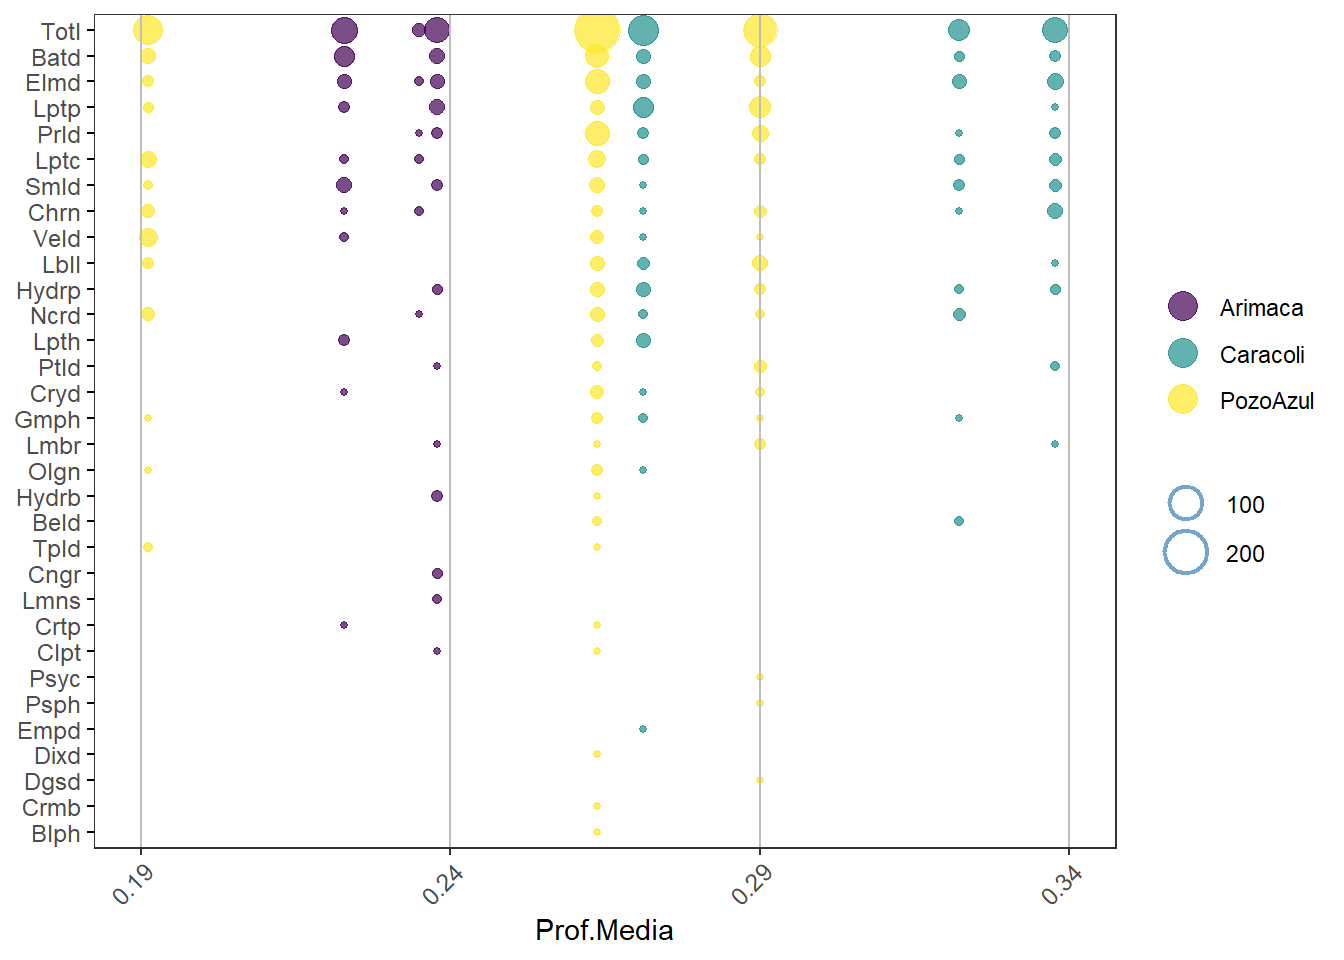 Totl
Batd
Elmd
Lptp
Prld
Lptc
Smld
Chrn
Veld
Lbll
Hydrp
Ncrd
Lpth
Ptld
Cryd
Gmph
Lmbr
Olgn
Hydrb
Beld
Tpld
Cngr
Lmns
Crtp
Clpt
Psyc
Psph
Empd
Dixd
Dgsd
Crmb
Blph
0.19
0.24
0.29
0.34
Prof.Media
Arimaca
Caracoli
PozoAzul
100
200